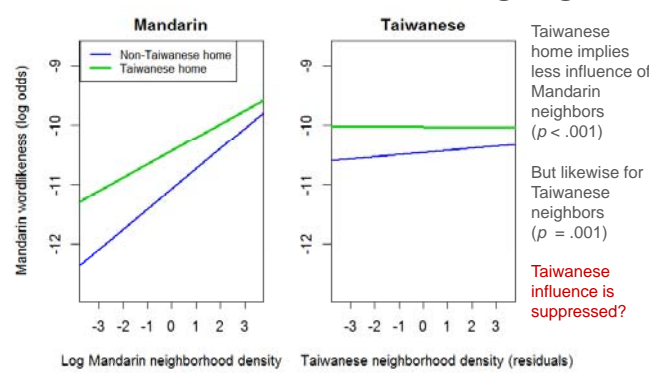 Mandarin
Taiwanese
Non-Taiwanese home
Taiwanese home
Mandarin wordlikeness (log odds)
-9
-10
-11
-12
-9
-10
-11
-12
-3 -2 -1 0 1 2 3
-3 -2 -1 0 1 2 3
Log Mandarin neighborhood density
Taiwanese neighborhood density (residuals)
Taiwanese
home implies
less influence of
Mandarin
neighbors
(p < .001)
But likewise for
Taiwanese
neighbors
(p = .001)
Taiwanese
influence is
suppressed?